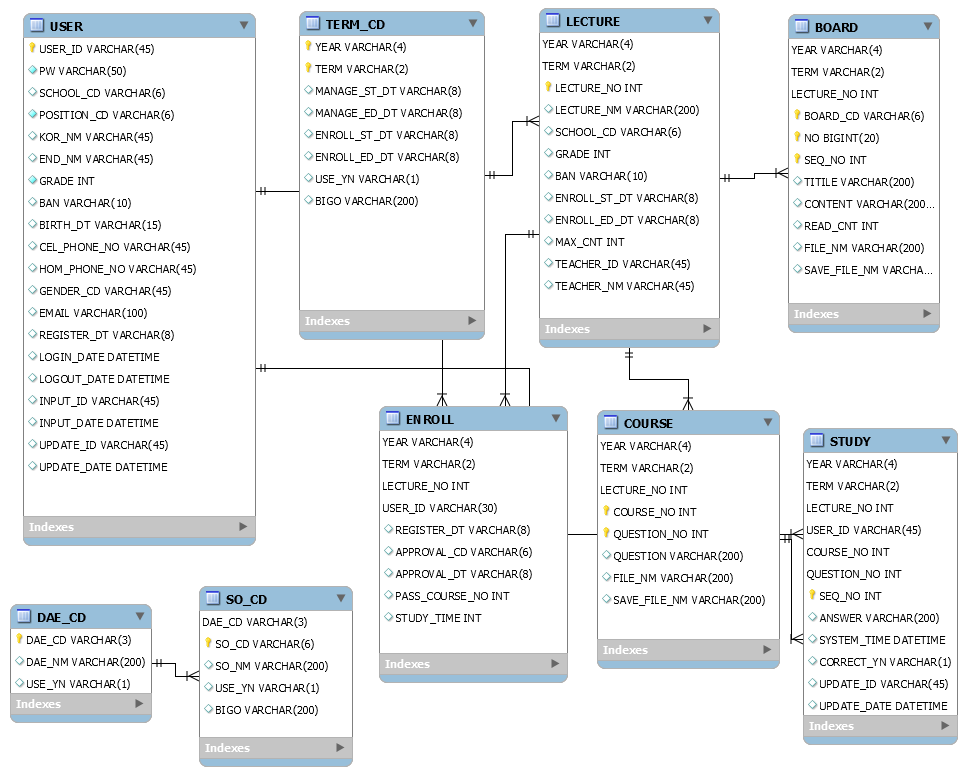 USER
USER_ID VARCHAR(45)
PW VARCHAR(50)
SCHOOL_CD VARCHAR(6)
POSITION_CD VARCHAR(6)
KOR_NM VARCHAR(45)
END_NM VARCHAR(45)
GRADE INT
BAN VARCHAR(10)
BIRTH_DT VARCHAR(15)
CEL_PHONE_NO VARCHAR(45)
HOM_PHONE_NO VARCHAR(45)
GENDER_CD VARCHAR(45)
EMAIL VARCHAR(100)
REGISTER_DT VARCHAR(8)
LOGIN_DATE DATETIME
LOGOUT_DATE DATETIME
INPUT_ID VARCHAR(45)
INPUT_DATE DATETIME
UPDATE_ID VARCHAR(45)
UPDATE_DATE DATETIME
Indexes
TERM_CD
YEAR VARCHAR(4)
TERM VARCHAR(2)
MANAGE_ST_DT VARCHAR(8)
MANAGE_ED_DT VARCHAR(8)
ENROLL_ST_DT VARCHAR(8)
ENROLL_ED_DT VARCHAR(8)
USE_YN VARCHAR(1)
BIGO VARCHAR(200)
Indexes
LECTURE
YEAR VARCHAR(4)
TERM VARCHAR(2)
LECTURE_NO INT
LECTURE_NM VARCHAR(200)
SCHOOL_CD VARCHAR(6)
GRADE INT
BAN VARCHAR(10)
ENROLL_ST_DT VARCHAR(8)
ENROLL_ED_DT VARCHAR(8)
MAX_CNT INT
TEACHER_ID VARCHAR(45)
TEACHER_NM VARCHAR(45)
Indexes
BOARD
YEAR VARCHAR(4)
TERM VARCHAR(2)
LECTURE_NO INT
BOARD_CD VARCHAR(6)
NO BIGINT(20)
SEQ_NO INT
TITILE VARCHAR(200)
CONTENT VARCHAR(200...
READ_CNT INT
FILE_NM VARCHAR(200)
SAVE_FILE_NM VARCHA...
Indexes
ENROLL
YEAR VARCHAR(4)
TERM VARCHAR(2)
LECTURE_NO INT
USER_ID VARCHAR(30)
REGISTER_DT VARCHAR(8)
APPROVAL_CD VARCHAR(6)
APPROVAL_DT VARCHAR(8)
PASS_COURSE_NO INT
STUDY_TIME INT
Indexes
COURSE
YEAR VARCHAR(4)
TERM VARCHAR(2)
LECTURE_NO INT
COURSE_NO INT
QUESTION_NO INT
QUESTION VARCHAR(200)
FILE_NM VARCHAR(200)
SAVE_FILE_NM VARCHAR(200)
Indexes
STUDY
YEAR VARCHAR(4)
TERM VARCHAR(2)
LECTURE_NO INT
USER_ID VARCHAR(45)
COURSE_NO INT
QUESTION_NO INT
SEQ_NO INT
ANSWER VARCHAR(200)
SYSTEM_TIME DATETIME
CORRECT_YN VARCHAR(1)
UPDATE_ID VARCHAR(45)
UPDATE_DATE DATETIME
Indexes
DAE_CD
DAE_CD VARCHAR(3)
DAE_NM VARCHAR(200)
USE_YN VARCHAR(1)
Indexes
SO_CD
DAE_CD VARCHAR(3)
SO_CD VARCHAR(6)
SO_NM VARCHAR(200)
USE_YN VARCHAR(1)
BIGO VARCHAR(200)
Indexes